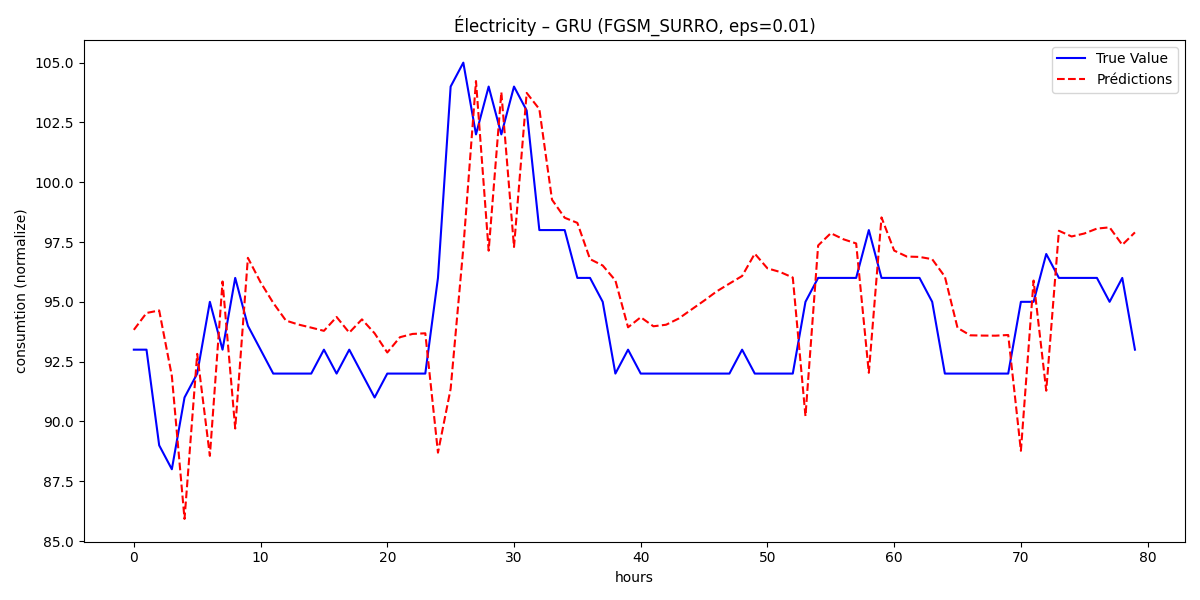 Électricity – GRU (FGSM_SURRO, eps=0.01)
True Value
Prédictions
consumtion (normalize)
105.0
102.5
100.0
97.5
95.0
92.5
90.0
87.5
85.0
0 10 20 30 40 50 60 70 80
hours